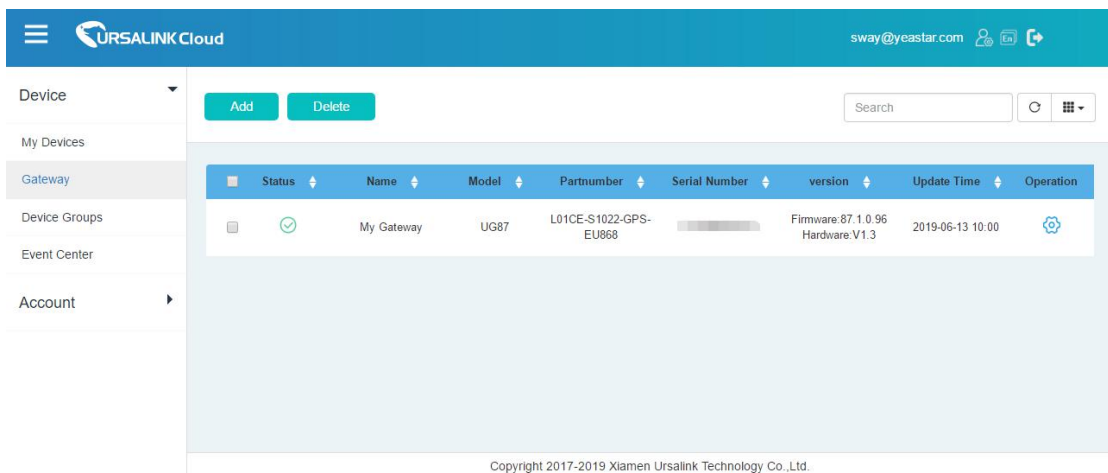 URSALINK Cloud
sway@yeastar.com
En
Device
Add
Delete
Search
My Devices
Gateway
Status
Name
Model
Partnumber
Serial Number
version
Update Time
Operation
My Gateway
UG87
L01CE-S1022-GPS-
EU868
Firmware:87.1.0.96
Hardware:V1.3
2019-06-13 10:00
Device Groups
Event Center
Account
Copyright 2017-2019 Xiamen Ursalink Technology Co.,Ltd.